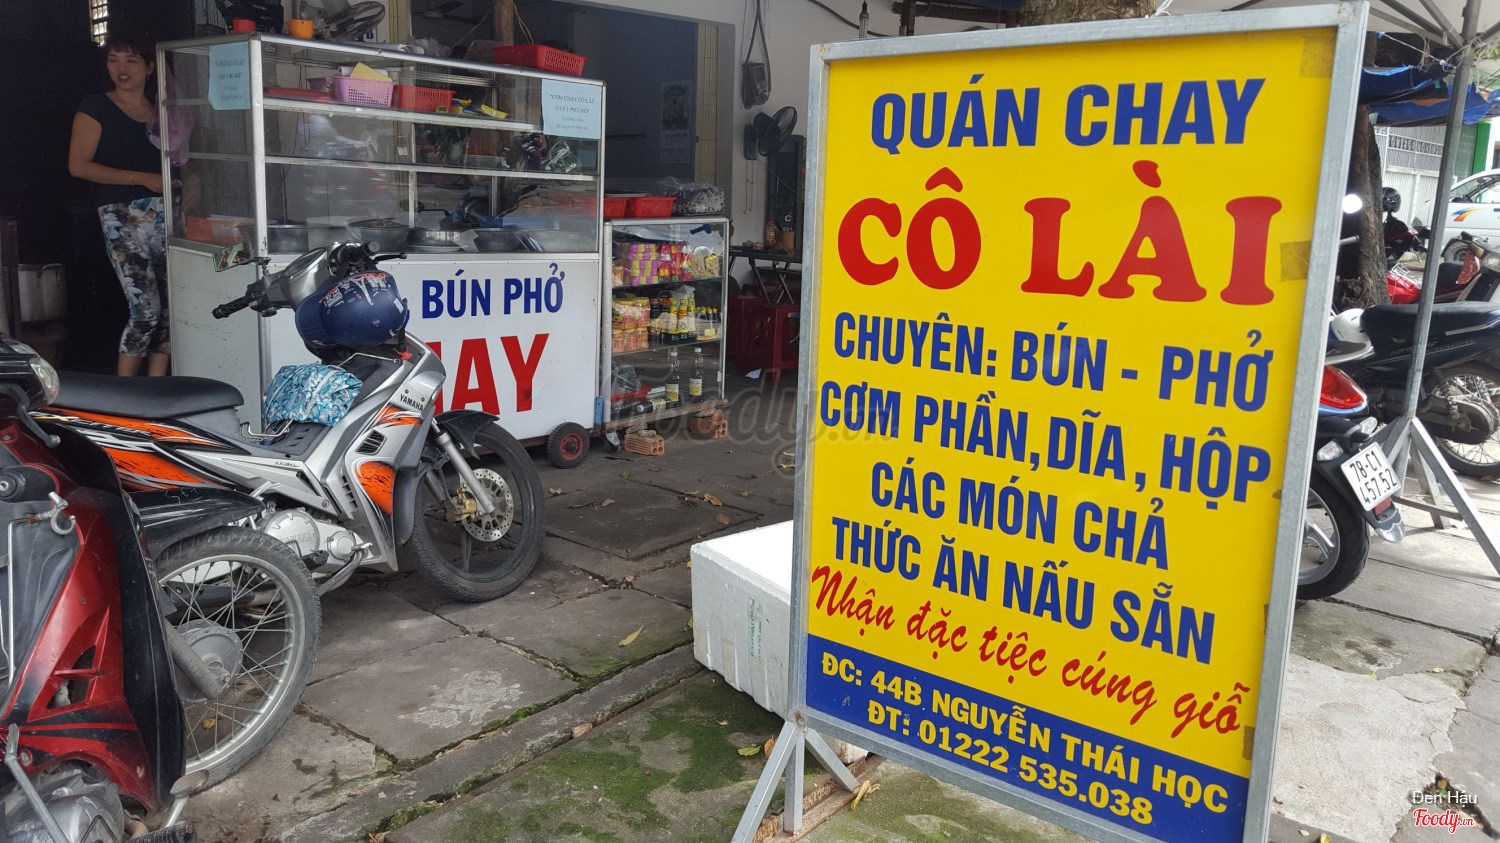 QUÁN CHAY
CÔ LÀI
CHUYÊN: BÚN - PHỞ
CƠM PHẦN, DĨA, HỘP
CÁC MÓN CHẢ
THỨC ĂN NẤU SẴN
Nhận đặc tiệc cúng giỗ
ĐC: 44B NGUYỄN THÁI HỌC
ĐT: 01222 535.038
BÚN PHỞ
HAY
YAMAHA
78-C1
457.52
Đen Hậu
Foody.vn